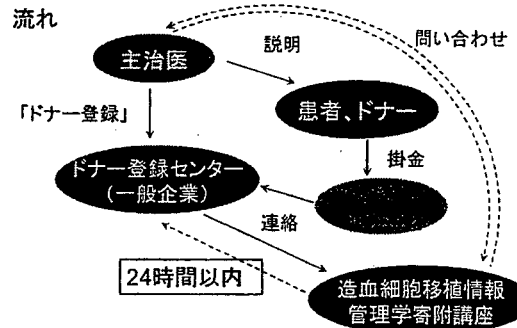 流れ
主治医
説明
問い合わせ
「ドナー登録」
患者、ドナー
掛金
ドナー登録センター
(一般企業)
連絡
24時間以内
造血細胞移植情報
管理学寄附講座